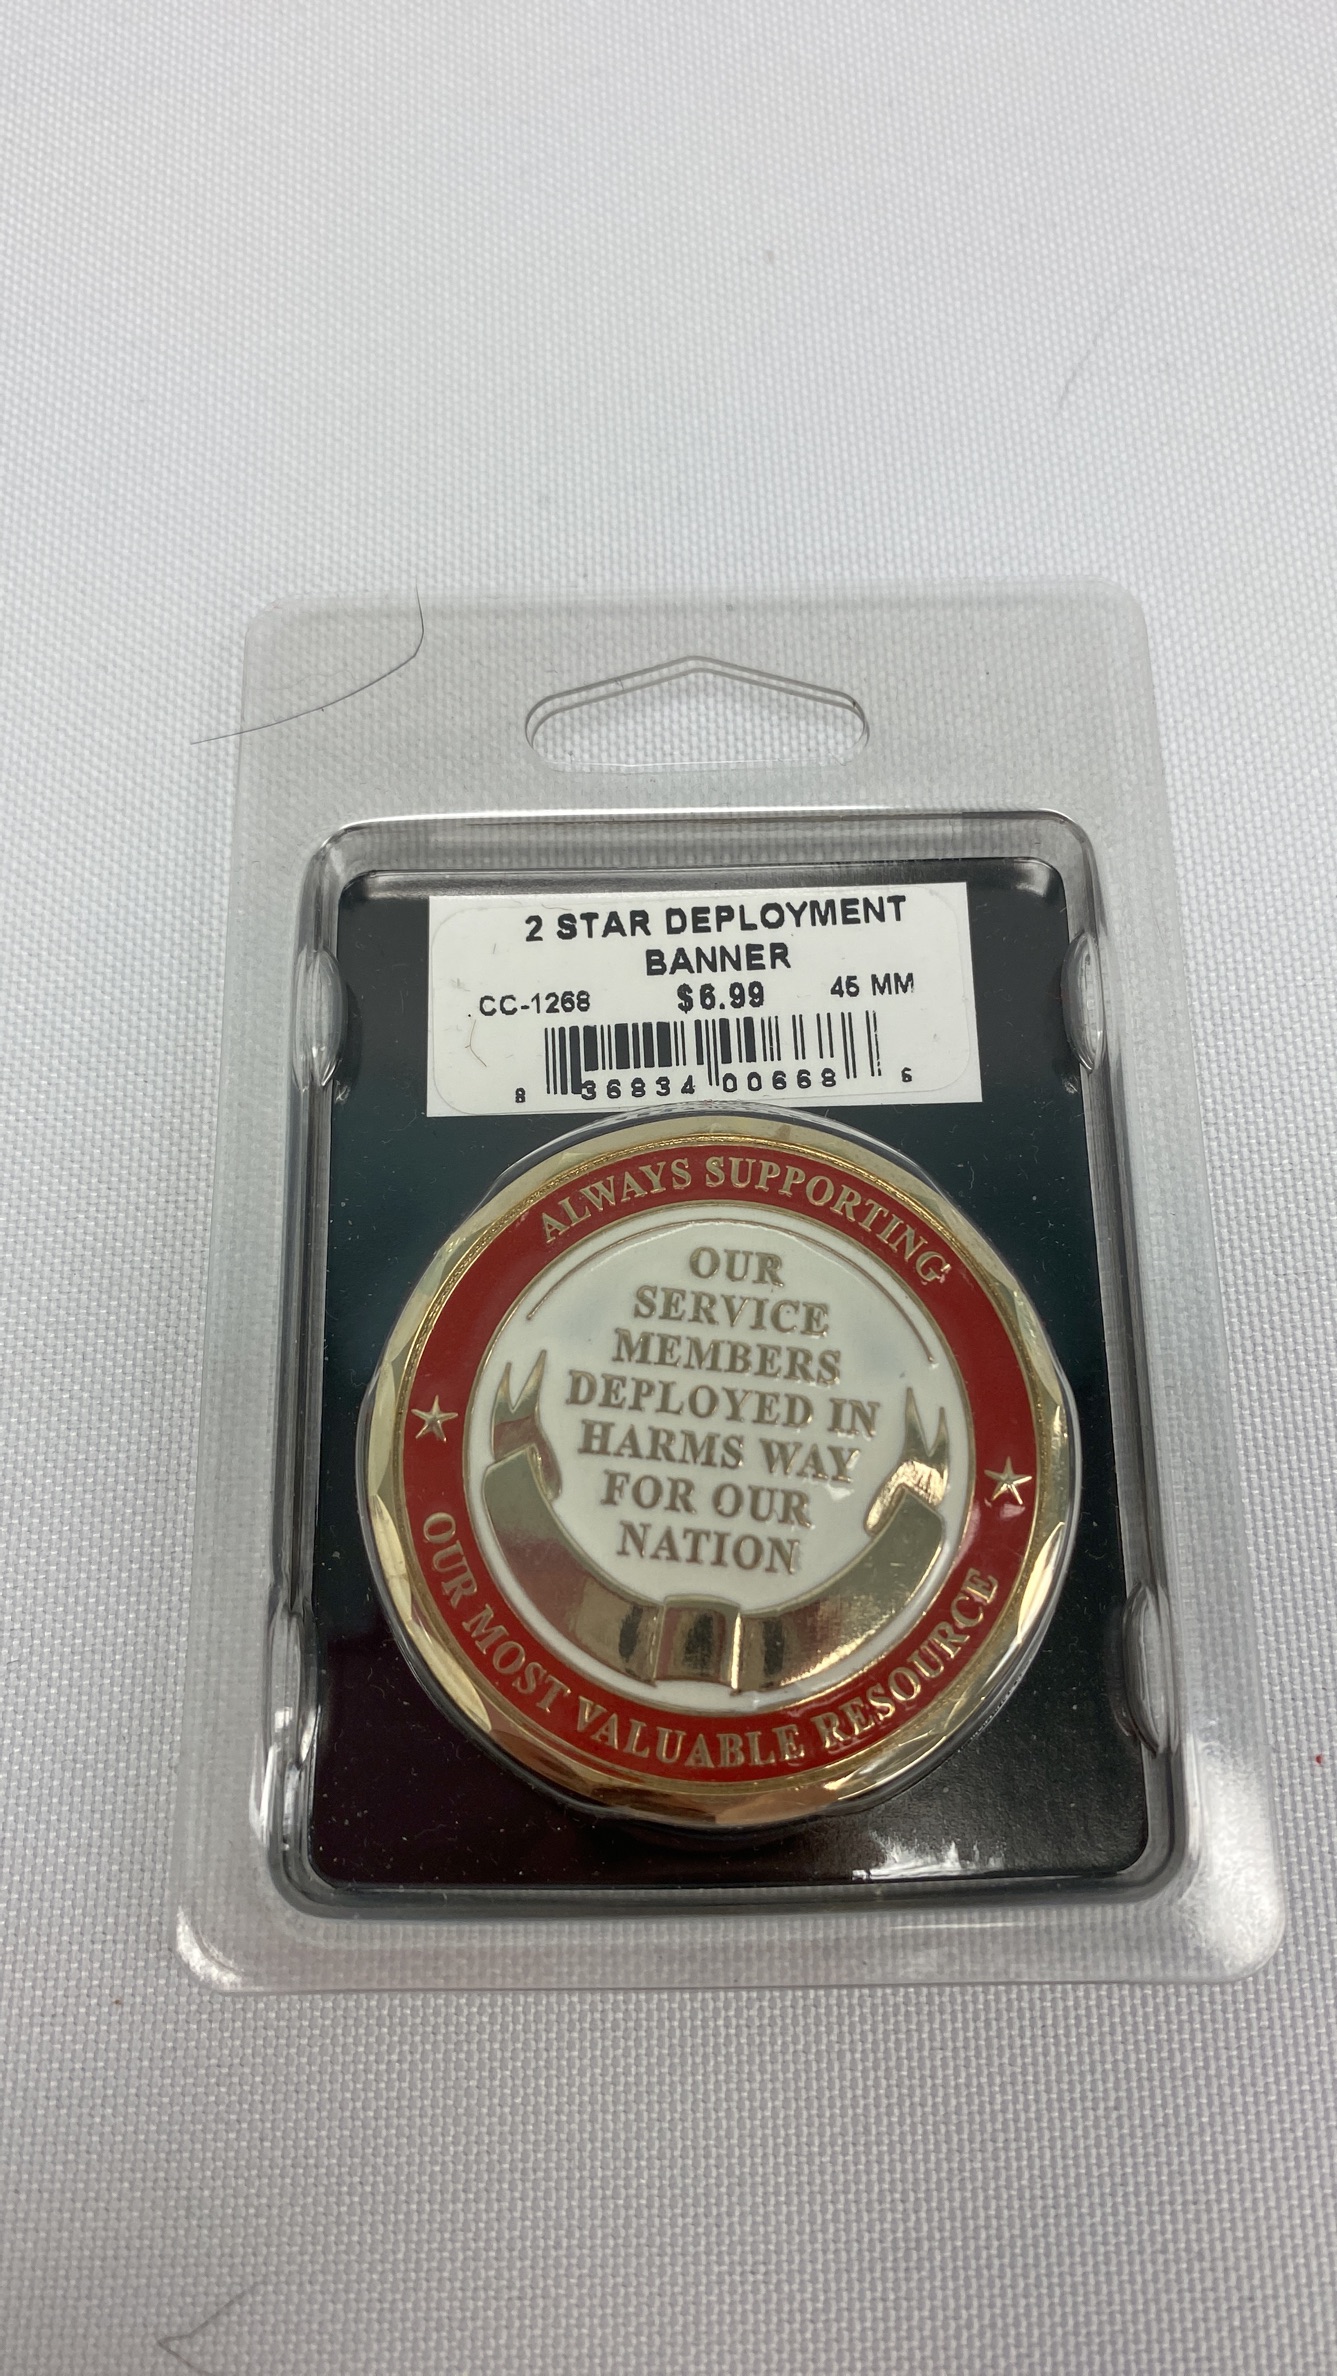 2 STAR DEPLOYMENT
BANNER
CC-1268 $6.99 45 MM
8 36834 00668 6
ALWAYS SUPPORTING
OUR
SERVICE
MEMBERS
DEPLOYED IN
HARMS WAY
FOR OUR
NATION
OUR MOST VALUABLE RESOURCE